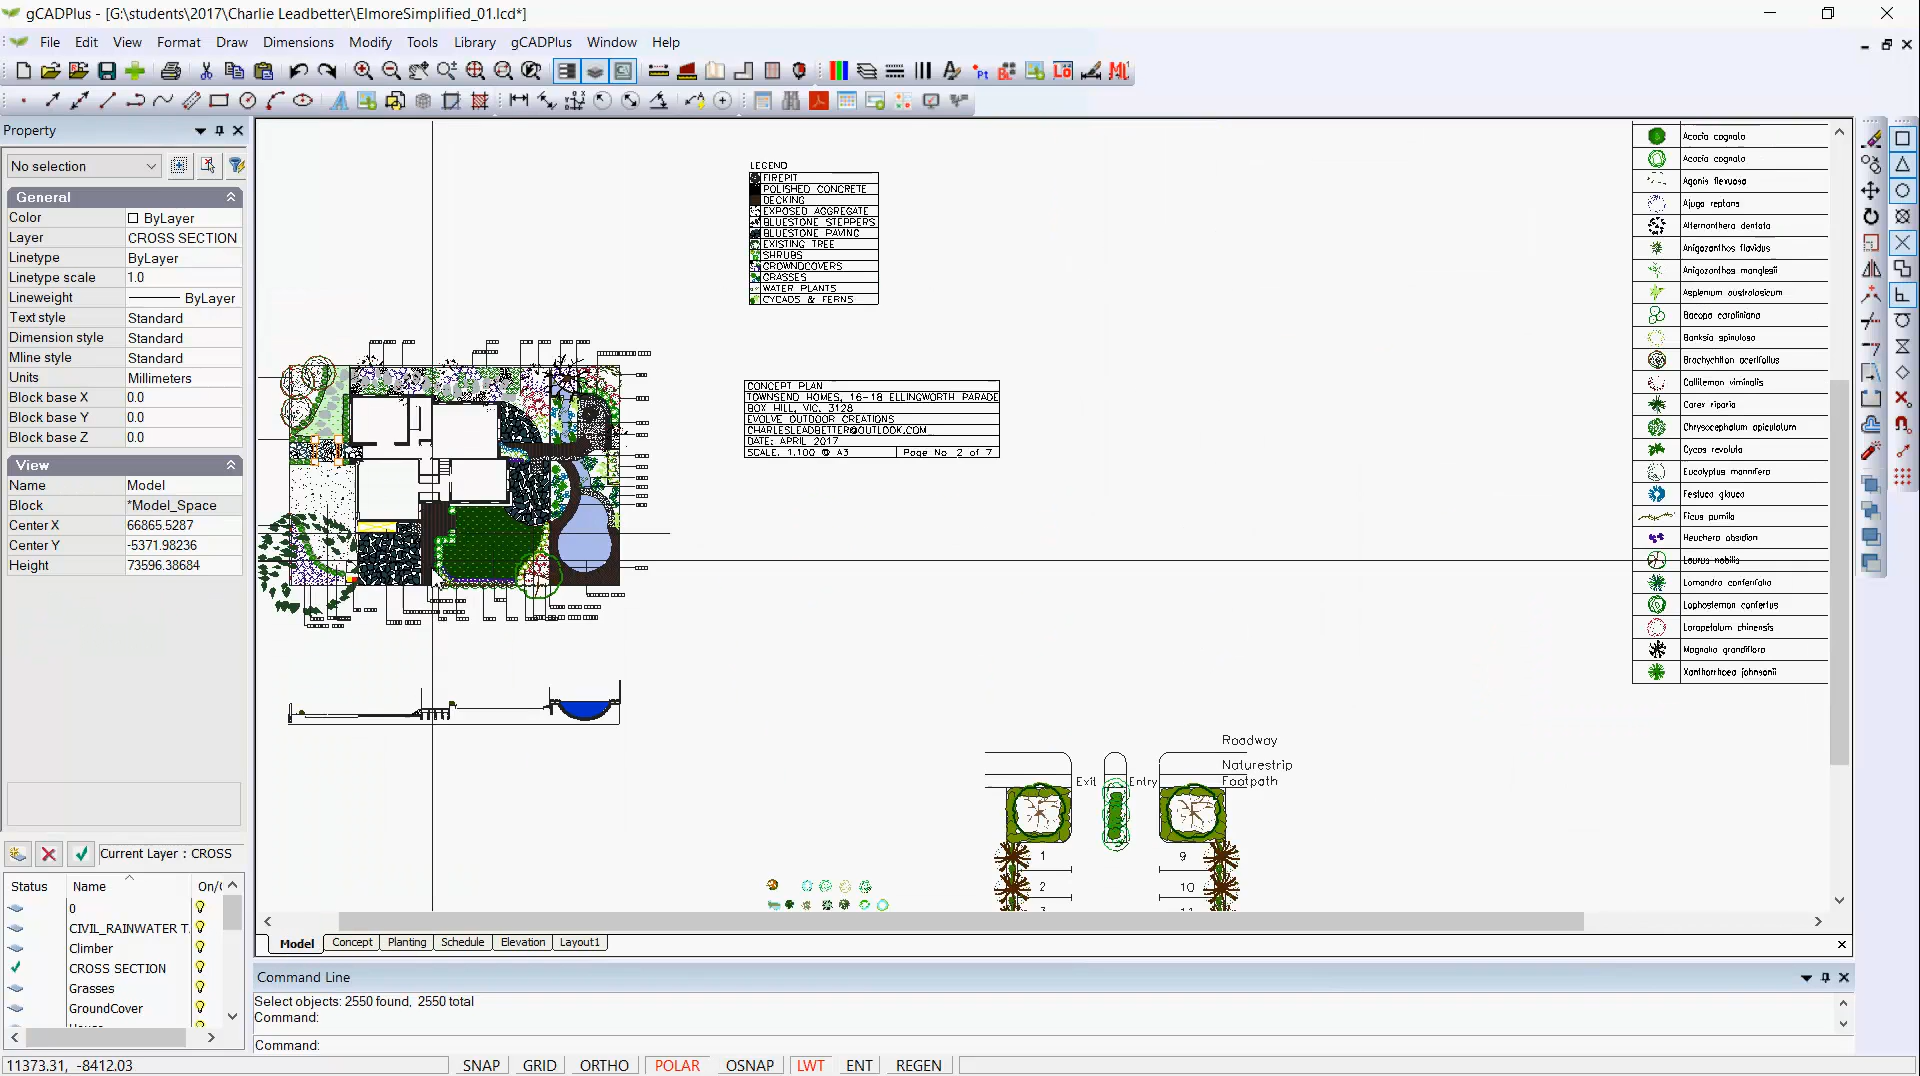 gCADPlus - [G:\students\2017\Charlie Leadbetter\ElmoreSimplified_01.lcd*]
File Edit View Format Draw Dimensions Modify Tools Library gCADPlus Window Help
Property
No selection
General
Color ByLayer
Layer CROSS SECTION
Linetype ByLayer
Linetype scale 1.0
Lineweight ByLayer
Text style Standard
Dimension style Standard
Mline style Standard
Units Millimeters
Block base X 0.0
Block base Y 0.0
Block base Z 0.0
View
Name Model
Block *Model_Space
Center X 66865.5287
Center Y -5371.98236
Height 73596.38684
Current Layer : CROSS
Status Name On/(
0
CIVIL_RAINWATER T.
Climber
CROSS SECTION
Grasses
GroundCover
LEGEND
FIREPIT
POLISHED CONCRETE
DECKING
EXPOSED AGGREGATE
BLUESTONE STEPPERS
BLUESTONE PAVING
EXISTING TREE
SHRUBS
GROWNDCOVERS
GRASSES
WATER PLANTS
CYCADS & FERNS
CONCEPT PLAN
TOWNSEND HOMES, 16-18 ELLINGWORTH PARADE
BOX HILL, VIC. 3128
EVOLVE OUTDOOR CREATIONS
CHARLESLEADBETTER@OUTLOOK.COM
DATE: APRIL 2017
SCALE. 1.100 @ A3 Page No 2 of 7
Acacia cognata
Acacia cognata
Agonis flexuosa
Ajuga reptans
Alternanthera dentata
Anigozanthos flavidus
Anigozanthos manglesii
Asplenium australasicum
Bacopa caroliniana
Banksia spinulosa
Brachychiton acerifolius
Callistemon viminalis
Carex riparia
Chrysocephalum apiculatum
Cycas revoluta
Eucalyptus mannifera
Festuca glauca
Ficus pumila
Heuchera obsidian
Laurus nobilis
Lomandra confertifolia
Lophostemon confertus
Loropetalum chinensis
Magnolia grandiflora
Xanthorrhoea johnsonii
Roadway
Naturestrip
Exit Entry Footpath
1 9
2 10
Model Concept Planting Schedule Elevation Layout1
Command Line
Select objects: 2550 found, 2550 total
Command:
Command:
11373.31, -8412.03 SNAP GRID ORTHO POLAR OSNAP LWT ENT REGEN